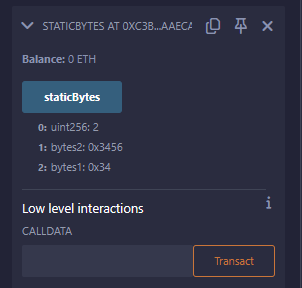 STATICBYTES AT 0XC3B...AAECA
Balance: 0 ETH
staticBytes
0: uint256: 2
1: bytes2: 0x3456
2: bytes1: 0x34
Low level interactions
i
CALLDATA
Transact